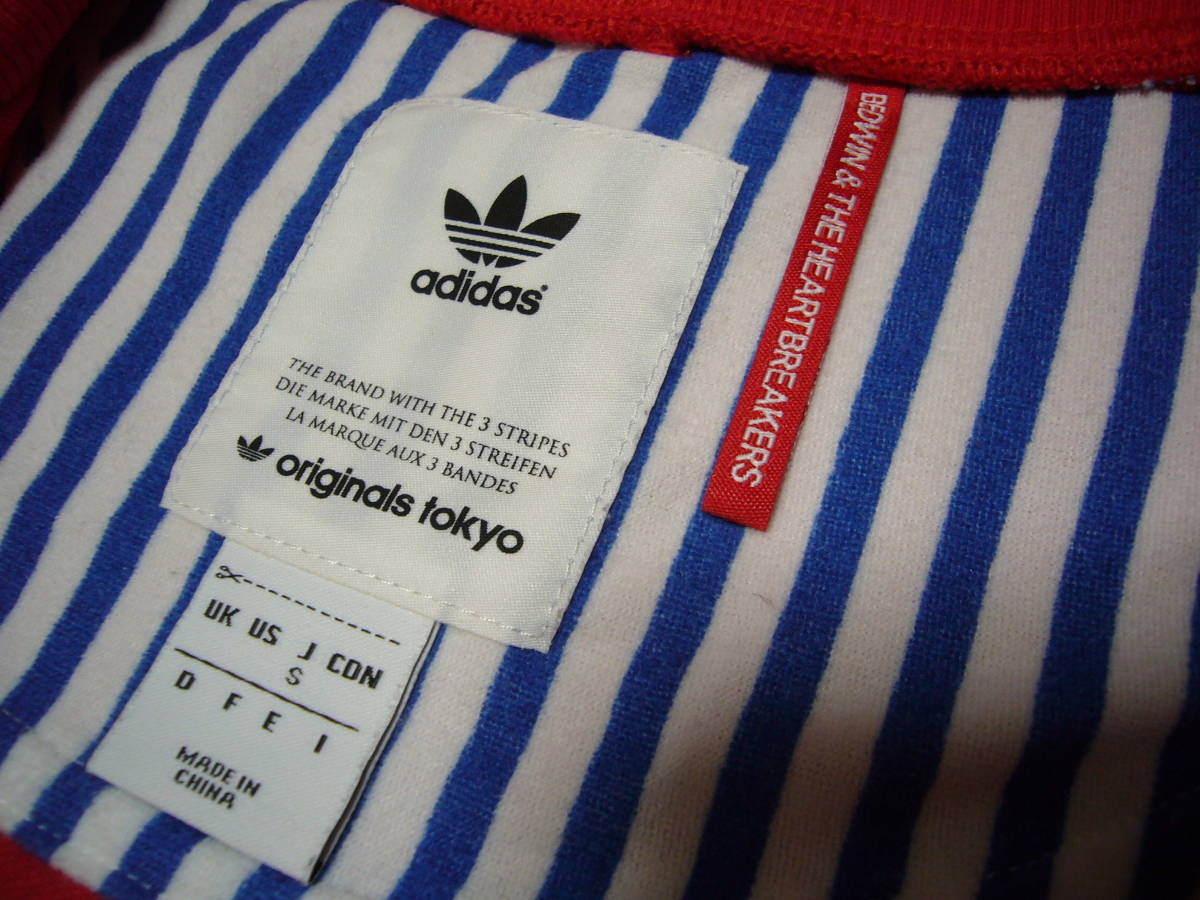 adidas
THE BRAND WITH THE 3 STRIPES
DIE MARKE MIT DEN 3 STREIFEN
LA MARQUE AUX 3 BANDES
originals tokyo
BEDWIN & THE HEARTBREAKERS
UK US J CDN
S
D F E I
MADE IN
CHINA